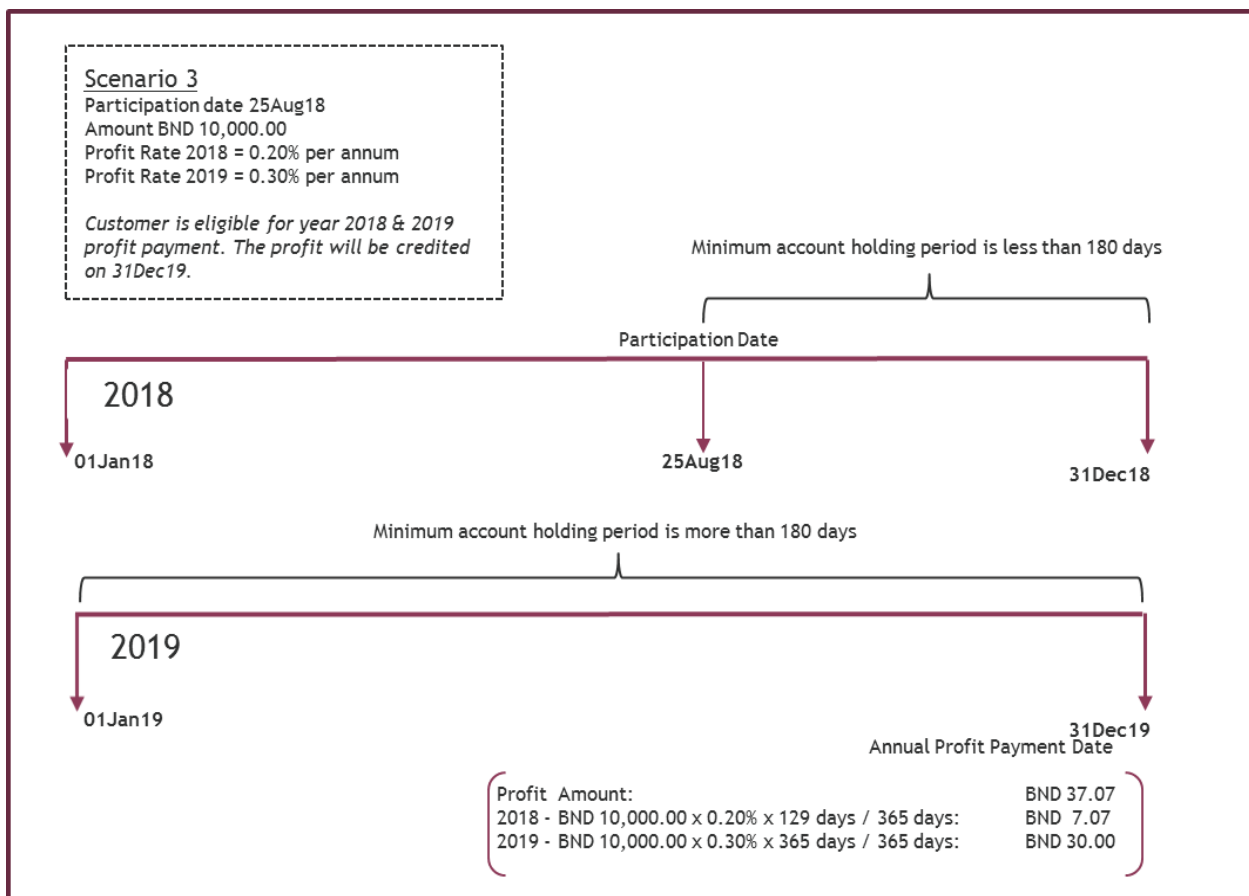 Scenario 3
Participation date 25Aug18
Amount BND 10,000.00
Profit Rate 2018 = 0.20% per annum
Profit Rate 2019 = 0.30% per annum
Customer is eligible for year 2018 & 2019
profit payment. The profit will be credited
on 31Dec19.
Minimum account holding period is less than 180 days
Participation Date
2018
01Jan18
25Aug18
31Dec18
Minimum account holding period is more than 180 days
2019
01Jan19
31Dec19
Annual Profit Payment Date
Profit Amount: BND 37.07
2018 - BND 10,000.00 x 0.20% x 129 days / 365 days: BND 7.07
2019 - BND 10,000.00 x 0.30% x 365 days / 365 days: BND 30.00